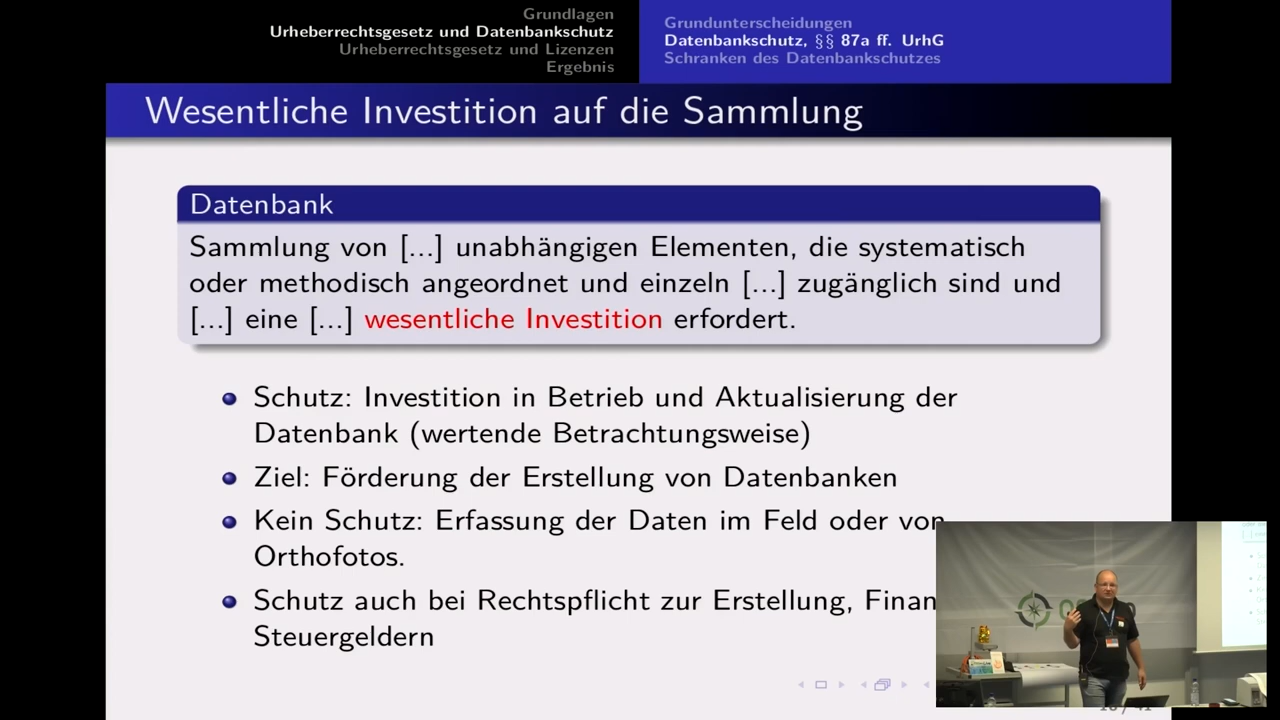 Grundlagen
Urheberrechtsgesetz und Datenbankschutz
Urheberrechtsgesetz und Lizenzen
Ergebnis
Grundunterscheidungen
Datenbankschutz, §§ 87a ff. UrhG
Schranken des Datenbankschutzes
Wesentliche Investition auf die Sammlung
Datenbank
Sammlung von [...] unabhängigen Elementen, die systematisch
oder methodisch angeordnet und einzeln [...] zugänglich sind und
[...] eine [...] wesentliche Investition erfordert.
Schutz: Investition in Betrieb und Aktualisierung der
Datenbank (wertende Betrachtungsweise)
Ziel: Förderung der Erstellung von Datenbanken
Kein Schutz: Erfassung der Daten im Feld oder von
Orthofotos.
Schutz auch bei Rechtspflicht zur Erstellung, Finan
Steuergeldern